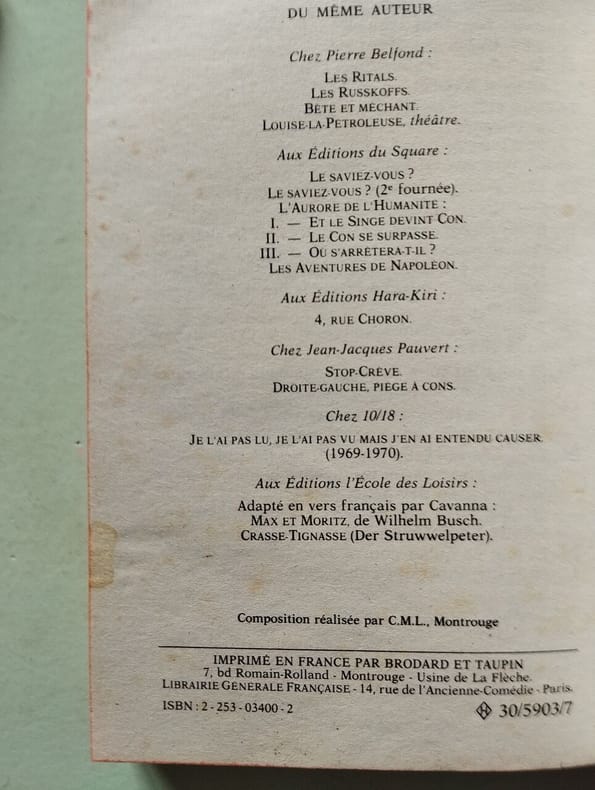 DU MÊME AUTEUR
Chez Pierre Belfond :
LES RITALS.
LES RUSSKOFFS.
BÊTE ET MÉCHANT.
LOUISE-LA-PÉTROLEUSE, théâtre.
Aux Éditions du Square :
LE SAVIEZ-VOUS ?
LE SAVIEZ-VOUS ? (2e fournée).
L'AURORE DE L'HUMANITÉ :
I. — ET LE SINGE DEVINT CON.
II. — LE CON SE SURPASSE.
III. — OÙ S'ARRÊTERA-T-IL ?
LES AVENTURES DE NAPOLÉON.
Aux Éditions Hara-Kiri :
4, RUE CHORON.
Chez Jean-Jacques Pauvert :
STOP-CRÈVE.
DROITE-GAUCHE, PIÈGE À CONS.
Chez 10/18 :
JE L'AI PAS LU, JE L'AI PAS VU MAIS J'EN AI ENTENDU CAUSER.
(1969-1970).
Aux Éditions l'École des Loisirs :
Adapté en vers français par Cavanna :
MAX ET MORITZ, de Wilhelm Busch.
CRASSE-TIGNASSE (Der Struwwelpeter).
Composition réalisée par C.M.L., Montrouge
IMPRIMÉ EN FRANCE PAR BRODARD ET TAUPIN
7, bd Romain-Rolland - Montrouge - Usine de La Flèche.
LIBRAIRIE GÉNÉRALE FRANÇAISE - 14, rue de l'Ancienne-Comédie - Paris.
ISBN : 2 - 253 - 03400 - 2
30/5903/7